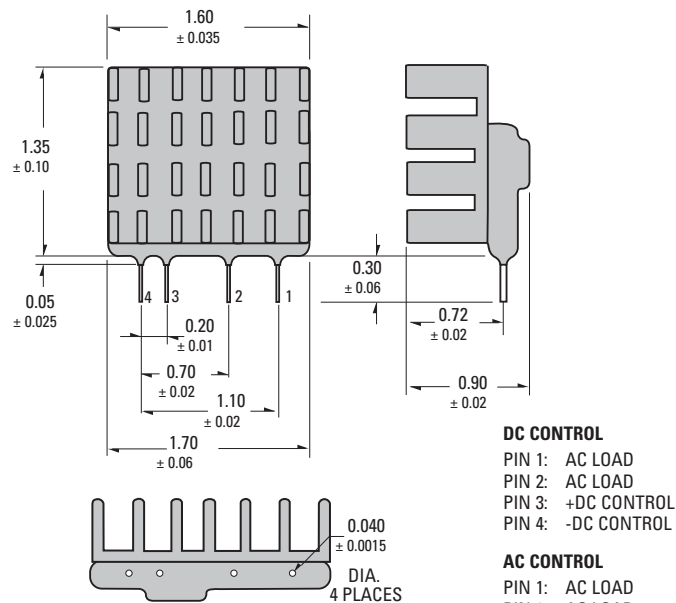 1.60
± 0.035
1.35
± 0.10
0.05
± 0.025
4 3 2 1
0.20
± 0.01
0.70
± 0.02
1.10
± 0.02
1.70
± 0.06
0.30
± 0.06
0.72
± 0.02
0.90
± 0.02
0.040
± 0.0015
DIA.
4 PLACES
DC CONTROL
PIN 1: AC LOAD
PIN 2: AC LOAD
PIN 3: +DC CONTROL
PIN 4: -DC CONTROL
AC CONTROL
PIN 1: AC LOAD